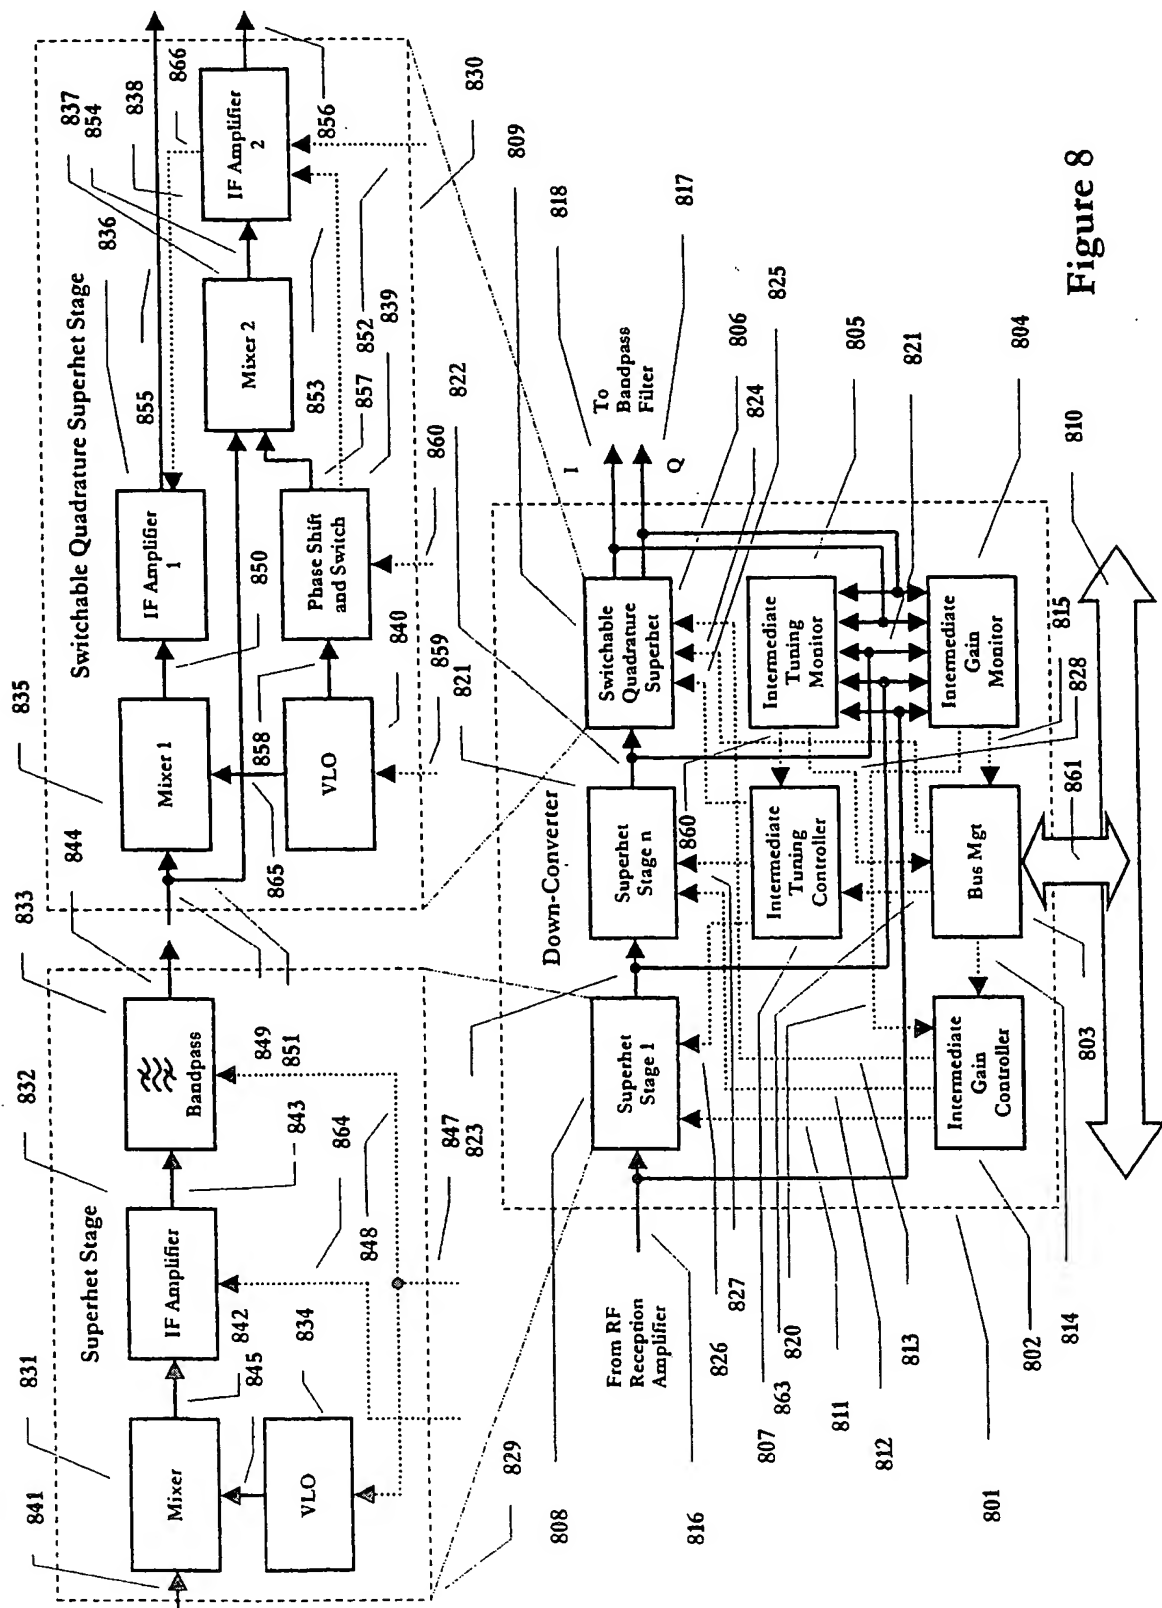 Figure 8
Superhet Stage
Mixer
IF Amplifier
Bandpass
VLO
831
832
833
844
841
842
845
834
843
864
848
849
851
847
823
829
Switchable Quadrature Superhet Stage
Mixer 1
IF Amplifier
1
Mixer 2
IF Amplifier
2
VLO
Phase Shift
and Switch
835
836
855
837
854
838
866
856
830
850
858
865
840
859
821
860
822
839
857
852
853
Down-Converter
From RF
Reception
Amplifier
Superhet
Stage 1
Superhet
Stage n
Switchable
Quadrature
Superhet
I
Q
To
Bandpass
Filter
Intermediate
Tuning
Controller
Intermediate
Tuning
Monitor
Intermediate
Gain
Controller
Bus Mgt
Intermediate
Gain
Monitor
808
816
826
827
807
863
820
811
812
813
801
802
814
803
861
828
815
810
804
821
805
825
824
806
817
818
809
860